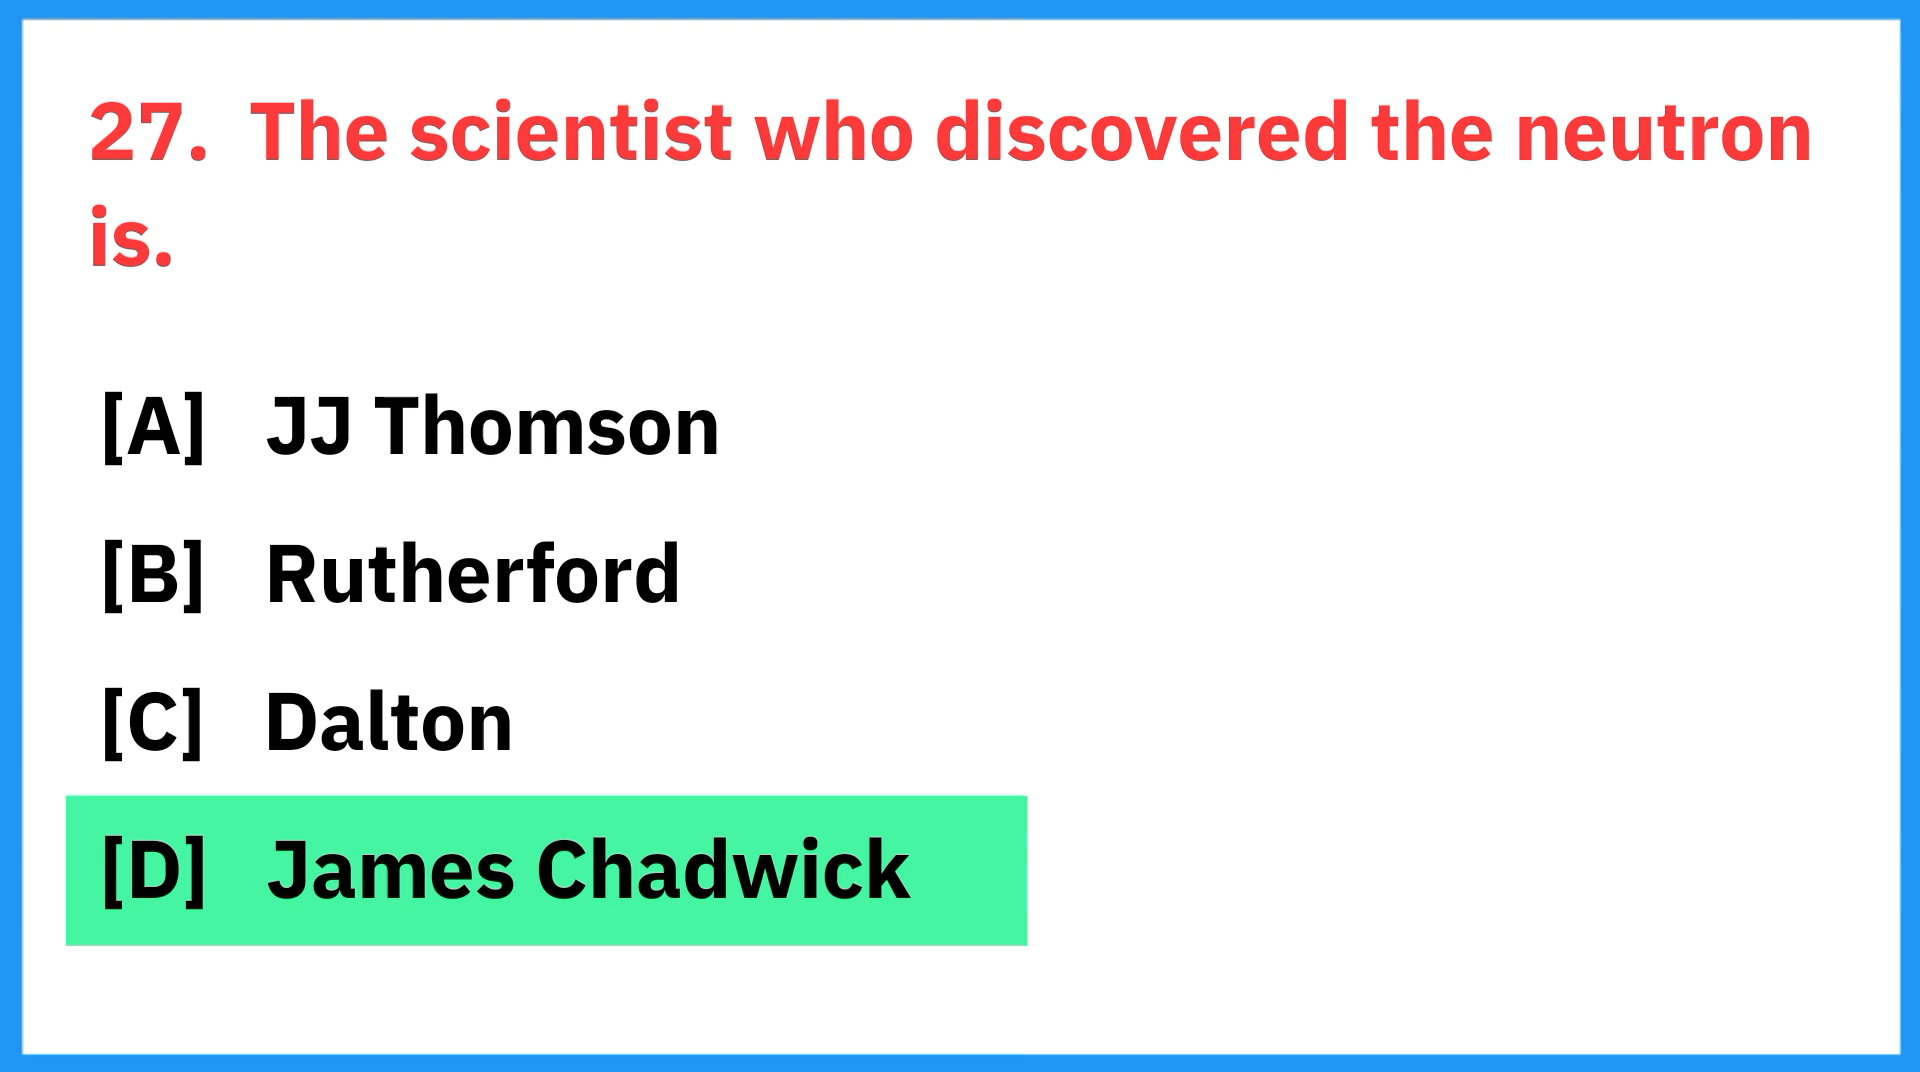 27. The scientist who discovered the neutron
is.
[A] JJ Thomson
[B] Rutherford
[C] Dalton
[D] James Chadwick